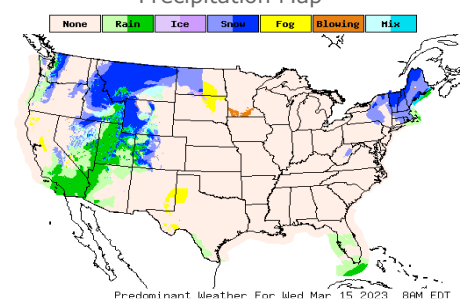 Precipitation Map
None Rain Ice Snow Fog Blowing Mix
Predominant Weather For Wed Mar 15 2023 8AM EDT